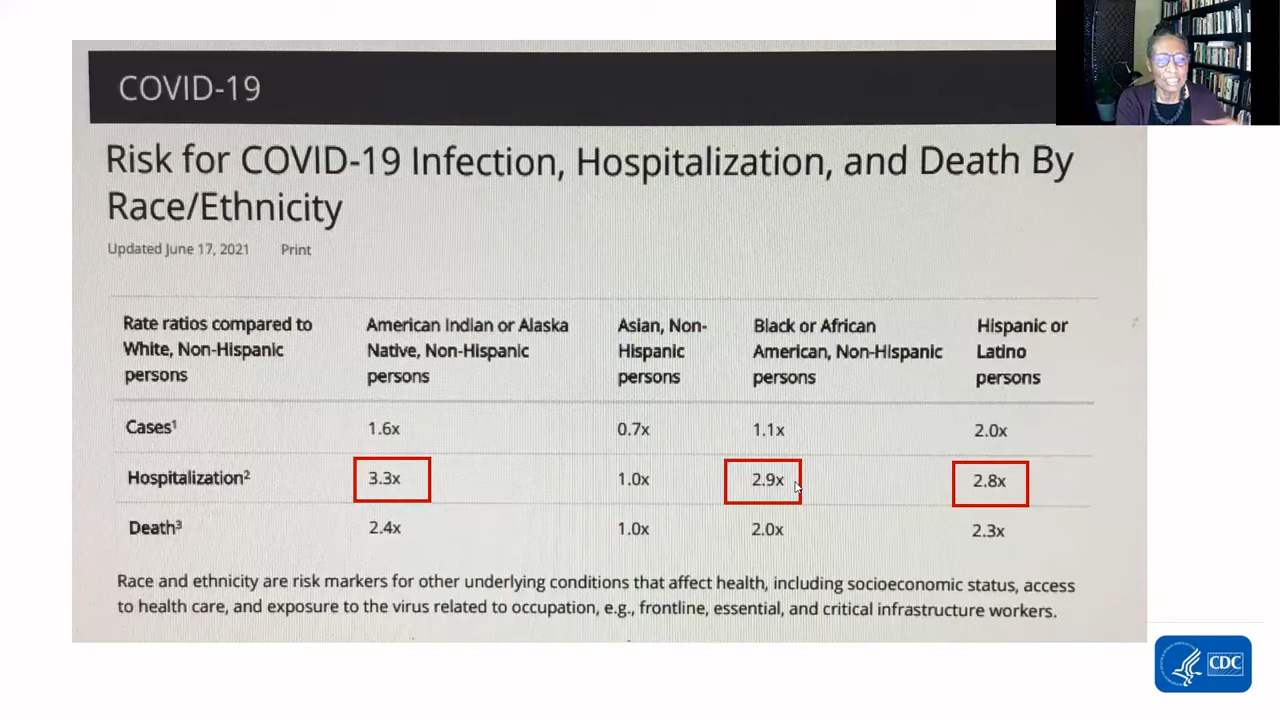 COVID-19
Risk for COVID-19 Infection, Hospitalization, and Death By
Race/Ethnicity
Updated June 17, 2021 Print
Rate ratios compared to White, Non-Hispanic persons
American Indian or Alaska Native, Non-Hispanic persons
Asian, Non-Hispanic persons
Black or African American, Non-Hispanic persons
Hispanic or Latino persons
Cases¹ 1.6x 0.7x 1.1x 2.0x
Hospitalization² 3.3x 1.0x 2.9x 2.8x
Death³ 2.4x 1.0x 2.0x 2.3x
Race and ethnicity are risk markers for other underlying conditions that affect health, including socioeconomic status, access
to health care, and exposure to the virus related to occupation, e.g., frontline, essential, and critical infrastructure workers.
CDC